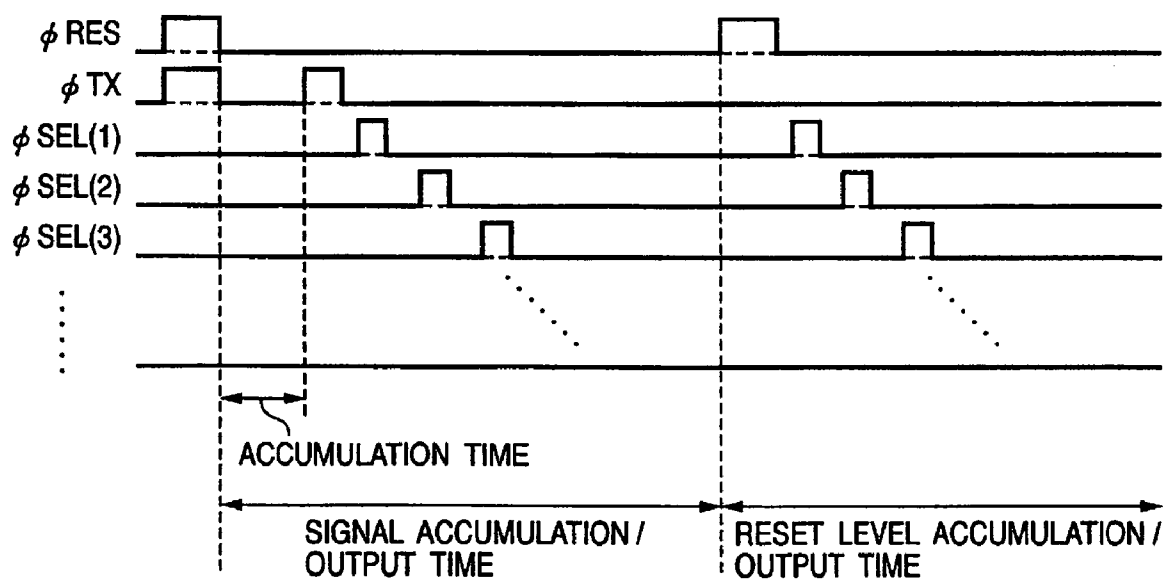 ϕ RES
ϕ TX
ϕ SEL(1)
ϕ SEL(2)
ϕ SEL(3)
ACCUMULATION TIME
SIGNAL ACCUMULATION /
OUTPUT TIME
RESET LEVEL ACCUMULATION /
OUTPUT TIME